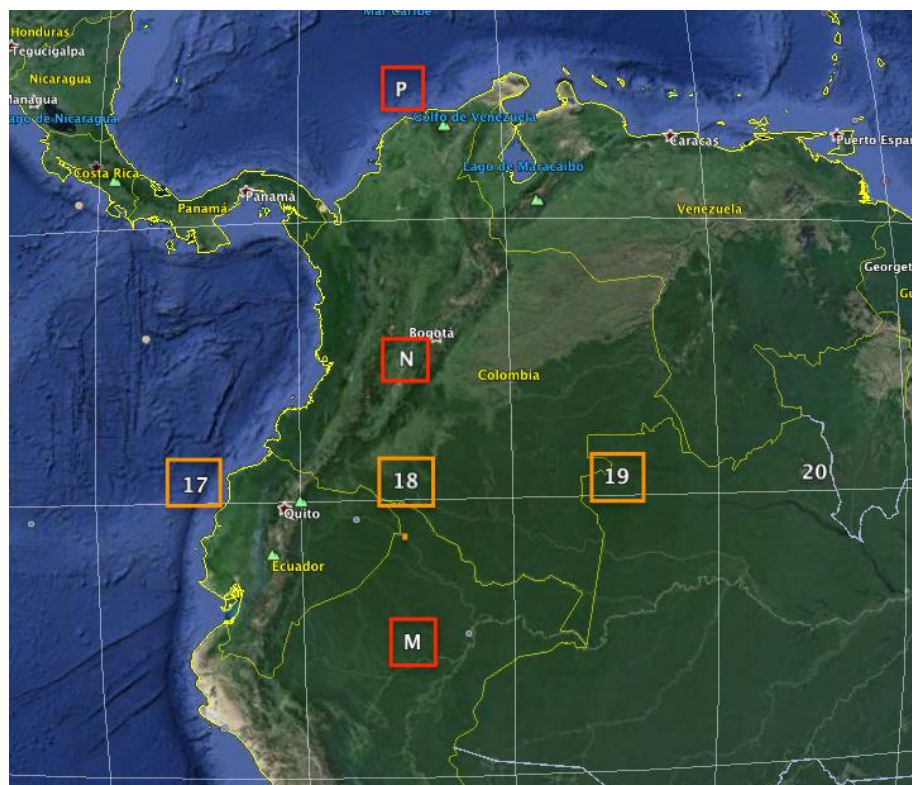 Mar Caribe
Honduras
Tegucigalpa
Nicaragua
Managua
ago de Nicaragua
P
Golfo de Venezuela
Caracas
Puerto Espa
Costa Rica
Lago de Maracaibo
Panamá
Panamá
Venezuela
Georget
Gu
Bogotá
N
Colombia
17
18
19
20
Quito
Ecuador
M